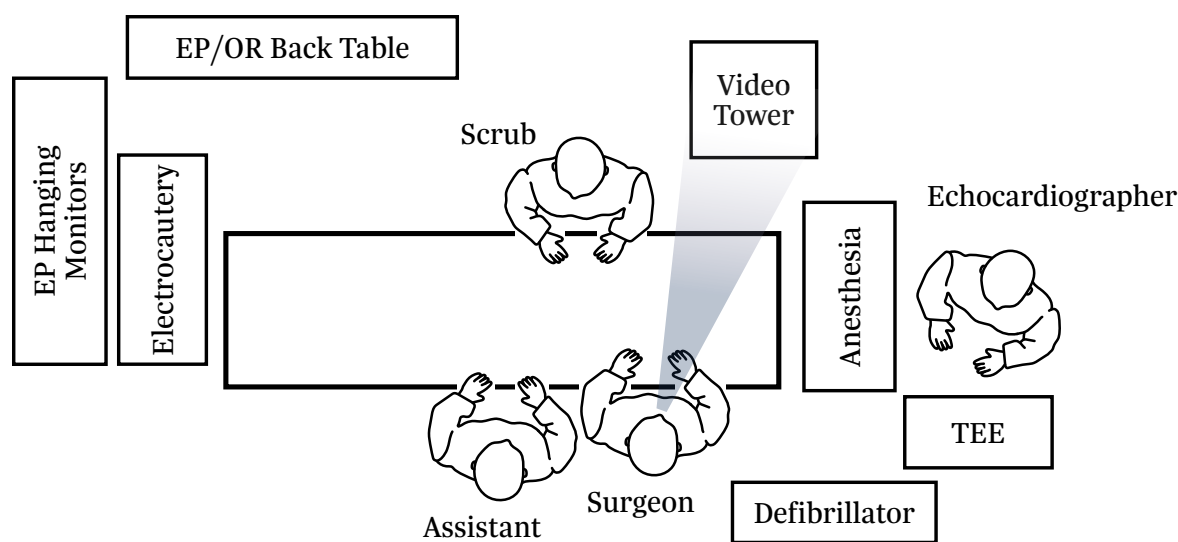 EP/OR Back Table
Video
Tower
Scrub
EP Hanging
Monitors
Electrocautery
Echocardiographer
Anesthesia
TEE
Surgeon
Assistant
Defibrillator